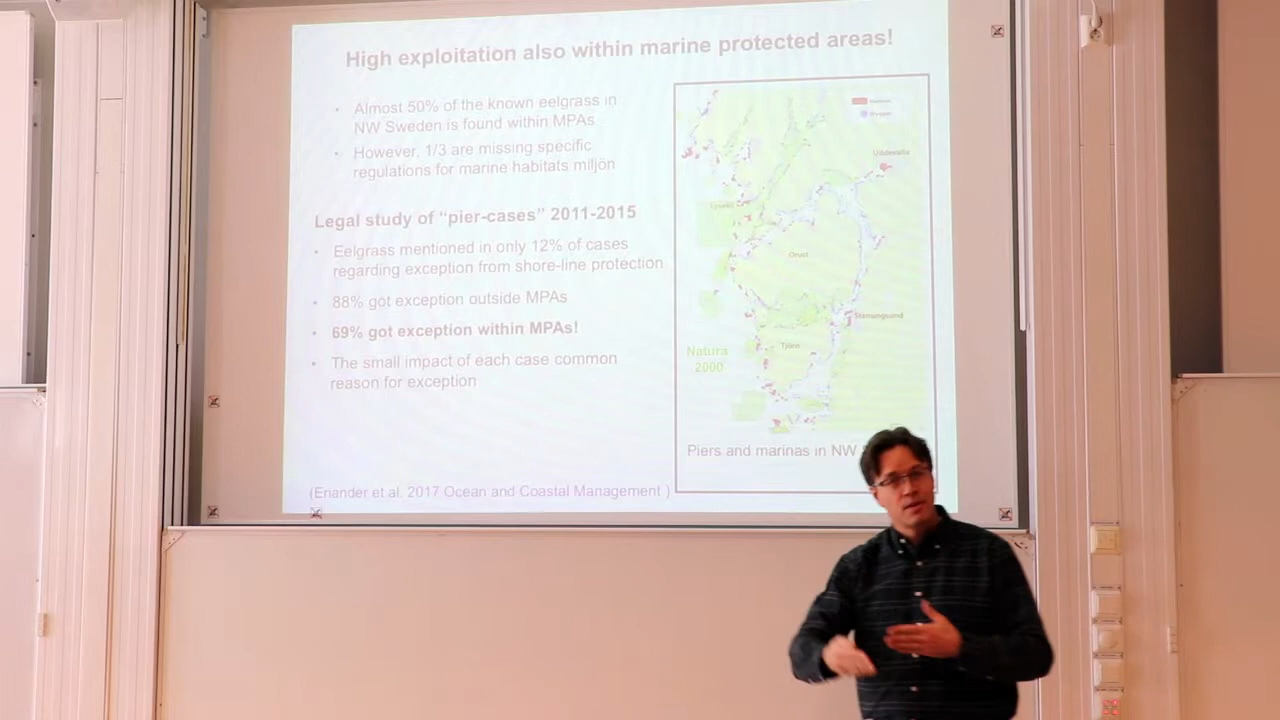 High exploitation also within marine protected areas!
• Almost 50% of the known eelgrass in
NW Sweden is found within MPAs
• However, 1/3 are missing specific
regulations for marine habitats miljön
Legal study of “pier-cases” 2011-2015
• Eelgrass mentioned in only 12% of cases
regarding exception from shore-line protection
• 88% got exception outside MPAs
• 69% got exception within MPAs!
• The small impact of each case common
reason for exception
(Enander et al. 2017 Ocean and Coastal Management )
Uddevalla
Lysekil
Orust
Stenungsund
Tjörn
Natura
2000
Piers and marinas in NW